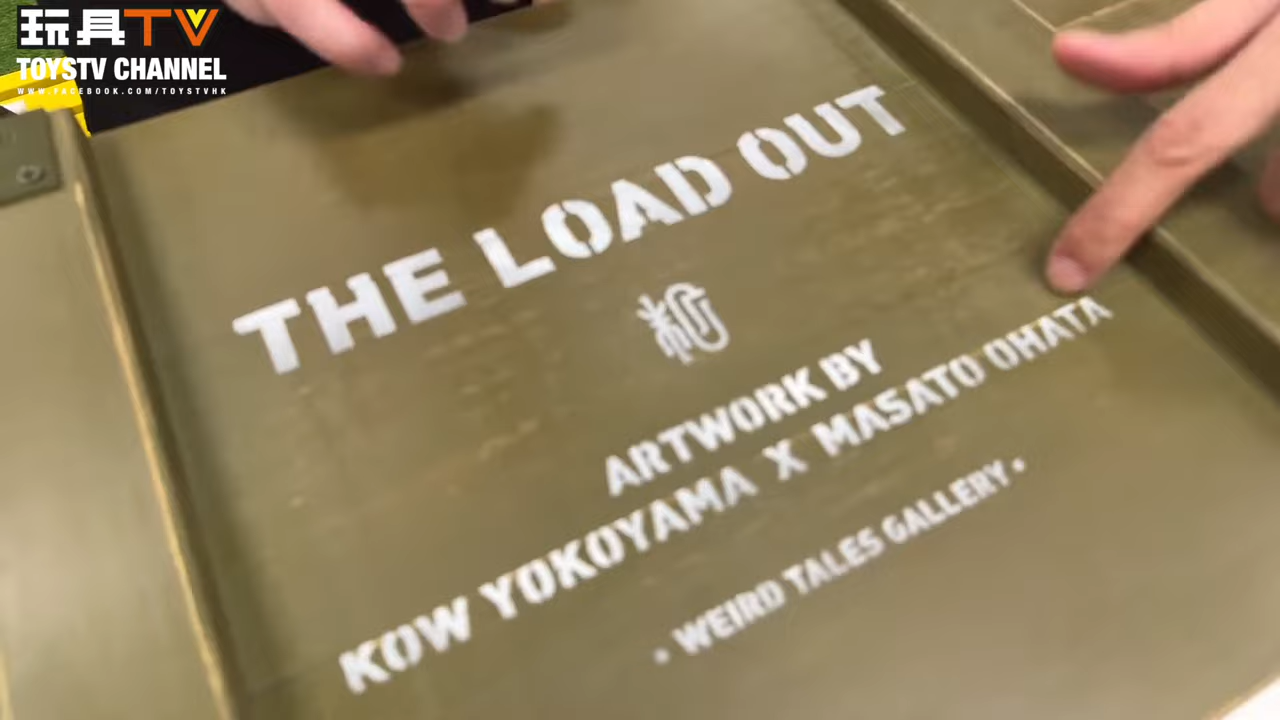 玩具TV
TOYSTV CHANNEL
WWW.FACEBOOK.COM/TOYSTVHK
THE LOAD OUT
ARTWORK BY
KOW YOKOYAMA X MASATO OHATA
· WEIRD TALES GALLERY ·